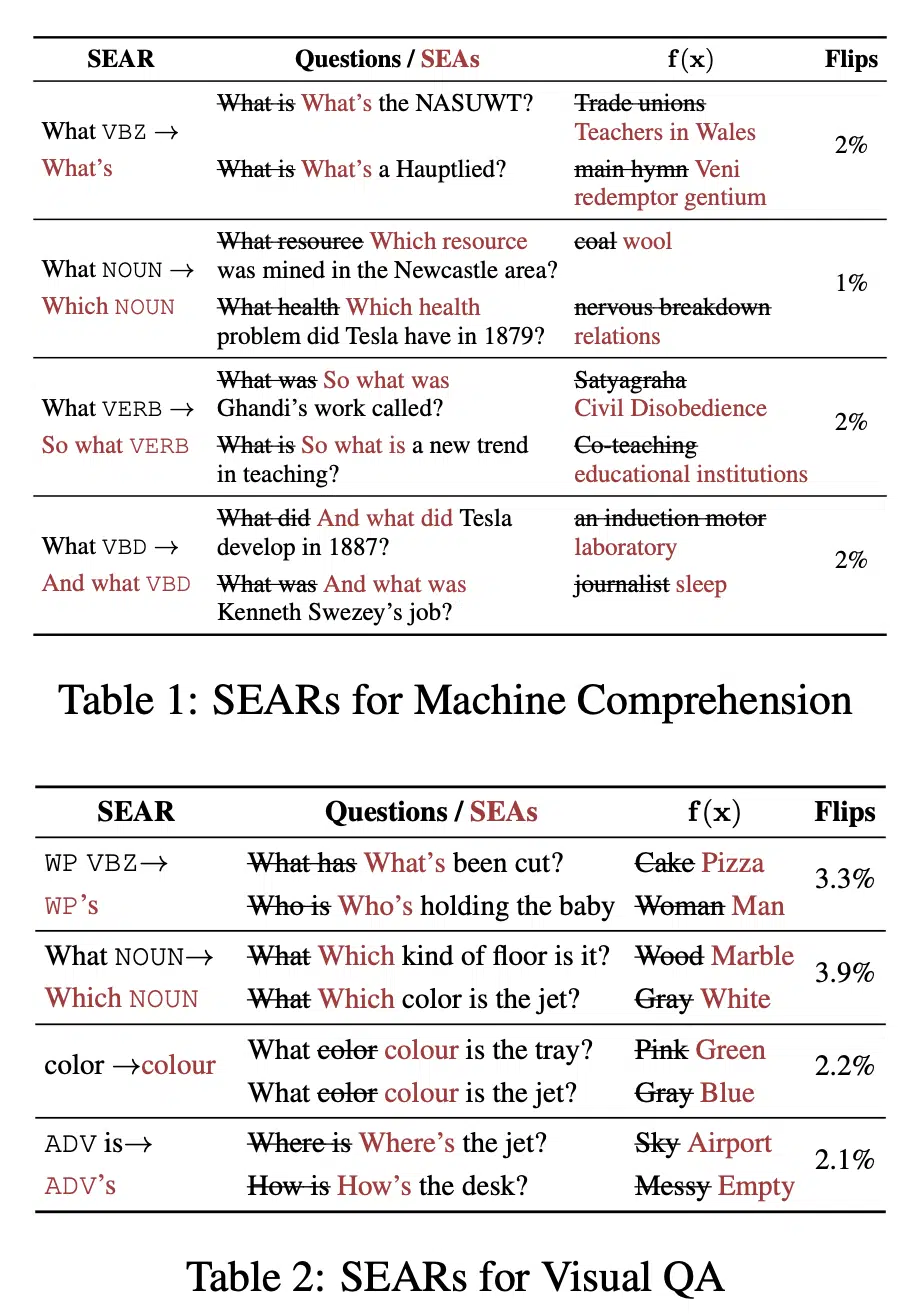 SEAR Questions / SEAs f(x) Flips
What VBZ →
What's
What is What's the NASUWT?
Trade unions
Teachers in Wales
What is What's a Hauptlied?
main hymn Veni
redemptor gentium
2%
What NOUN →
Which NOUN
What resource Which resource
was mined in the Newcastle area?
coal wool
What health Which health
problem did Tesla have in 1879?
nervous breakdown
relations
1%
What VERB →
So what VERB
What was So what was
Ghandi's work called?
Satyagraha
Civil Disobedience
What is So what is a new trend
in teaching?
Co-teaching
educational institutions
2%
What VBD →
And what VBD
What did And what did Tesla
develop in 1887?
an induction motor
laboratory
What was And what was
Kenneth Swezey's job?
journalist sleep
2%
Table 1: SEARs for Machine Comprehension
SEAR Questions / SEAs f(x) Flips
WP VBZ→
WP's
What has What's been cut?
Cake Pizza
Who is Who's holding the baby
Woman Man
3.3%
What NOUN→
Which NOUN
What Which kind of floor is it?
Wood Marble
What Which color is the jet?
Gray White
3.9%
color →colour
What color colour is the tray?
Pink Green
What color colour is the jet?
Gray Blue
2.2%
ADV is→
ADV's
Where is Where's the jet?
Sky Airport
How is How's the desk?
Messy Empty
2.1%
Table 2: SEARs for Visual QA